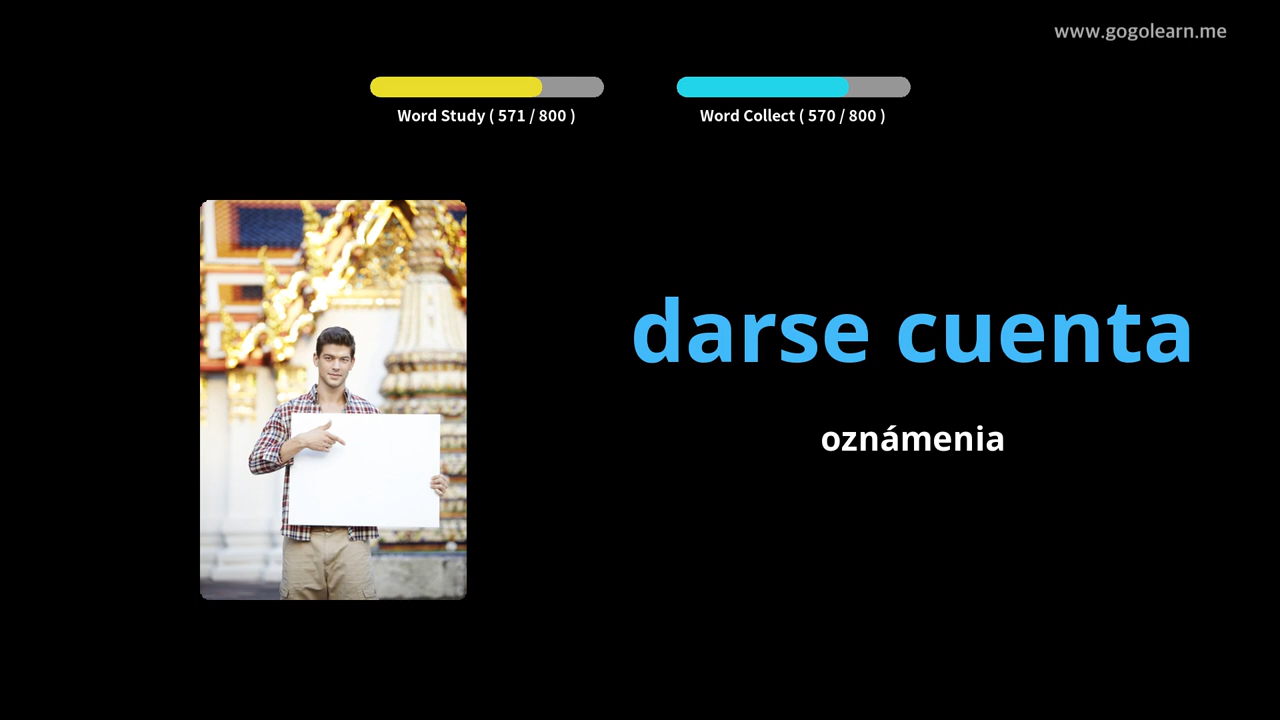 www.gogolearn.me
Word Study ( 571 / 800 )
Word Collect ( 570 / 800 )
darse cuenta
oznámenia